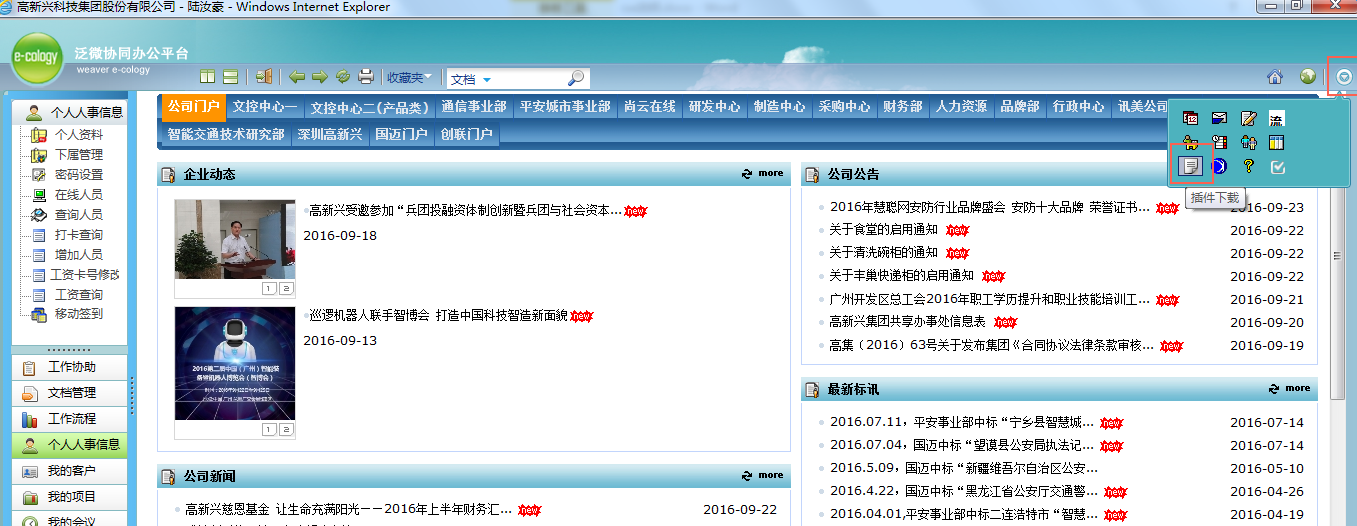 高新兴科技集团股份有限公司 - 陆汝豪 - Windows Internet Explorer
e-cology
泛微协同办公平台
weaver e-cology
收藏夹
文档
个人人事信息
个人资料
下属管理
密码设置
在线人员
查询人员
打卡查询
增加人员
工资卡号修改
工资查询
移动签到
工作协助
文档管理
工作流程
个人人事信息
我的客户
我的项目
我的会议
公司门户 文控中心一 文控中心二(产品类) 通信事业部 平安城市事业部 尚云在线 研发中心 制造中心 采购中心 财务部 人力资源 品牌部 行政中心 讯美公司
智能交通技术研究部 深圳高新兴 国迈门户 创联门户
流
插件下载
企业动态 more
高新兴受邀参加“兵团投融资体制创新暨兵团与社会资本... new
2016-09-18
1 2
巡逻机器人联手智博会 打造中国科技智造新面貌 new
2016-09-13
2016第二届中国(广州)智能装
备暨机器人博览会(智博会)
1 2
公司新闻 more
高新兴慈恩基金 让生命充满阳光——2016年上半年财务汇... new 2016-09-22
公司公告
2016年慧聪网安防行业品牌盛会 安防十大品牌 荣誉证书... new 2016-09-23
关于食堂的启用通知 new 2016-09-22
关于清洗碗柜的通知 new 2016-09-22
关于丰巢快递柜的启用通知 new 2016-09-22
广州开发区总工会2016年职工学历提升和职业技能培训工... new 2016-09-21
高新兴集团共享办事处信息表 new 2016-09-20
高集(2016)63号关于发布集团《合同协议法律条款审核... new 2016-09-19
最新标讯 more
2016.07.11，平安事业部中标“宁乡县智慧城... new 2016-07-14
2016.07.04，国迈中标“望谟县公安局执法记... new 2016-07-14
2016.5.09，国迈中标“新疆维吾尔自治区公安... 2016-05-10
2016.4.22，国迈中标“黑龙江省公安厅交通警... new 2016-04-26
2016.04.01,平安事业部中标二连浩特市“智慧... new 2016-04-19